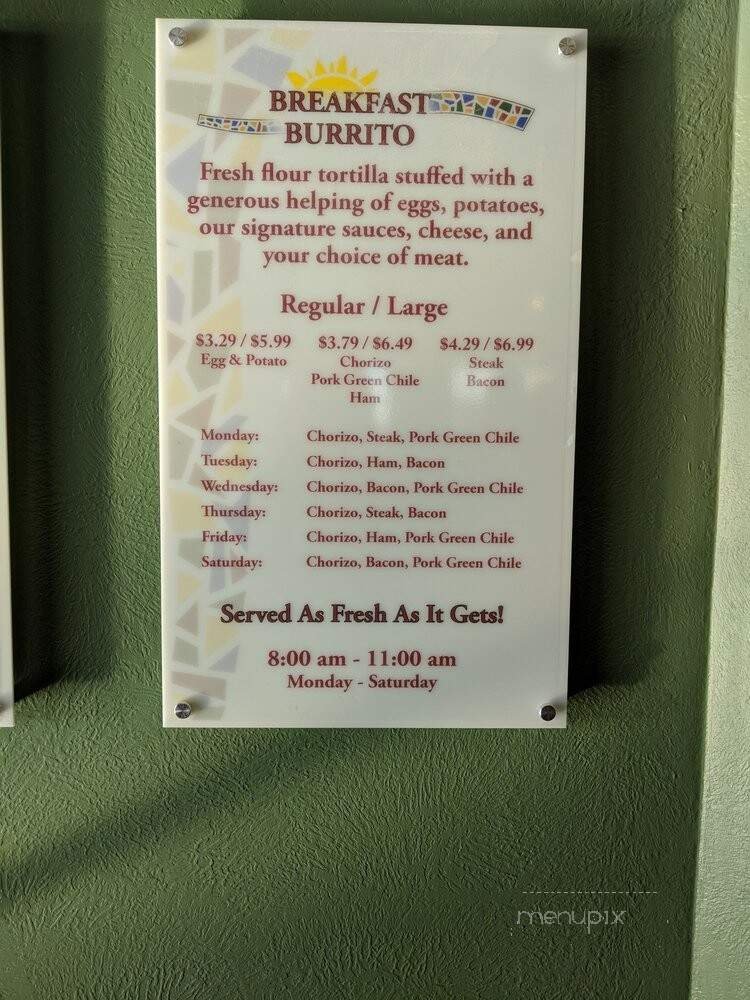 BREAKFAST
BURRITO
Fresh flour tortilla stuffed with a
generous helping of eggs, potatoes,
our signature sauces, cheese, and
your choice of meat.
Regular / Large
$3.29 / $5.99 $3.79 / $6.49 $4.29 / $6.99
Egg & Potato Chorizo Steak
Pork Green Chile Bacon
Ham
Monday: Chorizo, Steak, Pork Green Chile
Tuesday: Chorizo, Ham, Bacon
Wednesday: Chorizo, Bacon, Pork Green Chile
Thursday: Chorizo, Steak, Bacon
Friday: Chorizo, Ham, Pork Green Chile
Saturday: Chorizo, Bacon, Pork Green Chile
Served As Fresh As It Gets!
8:00 am - 11:00 am
Monday - Saturday
menupix